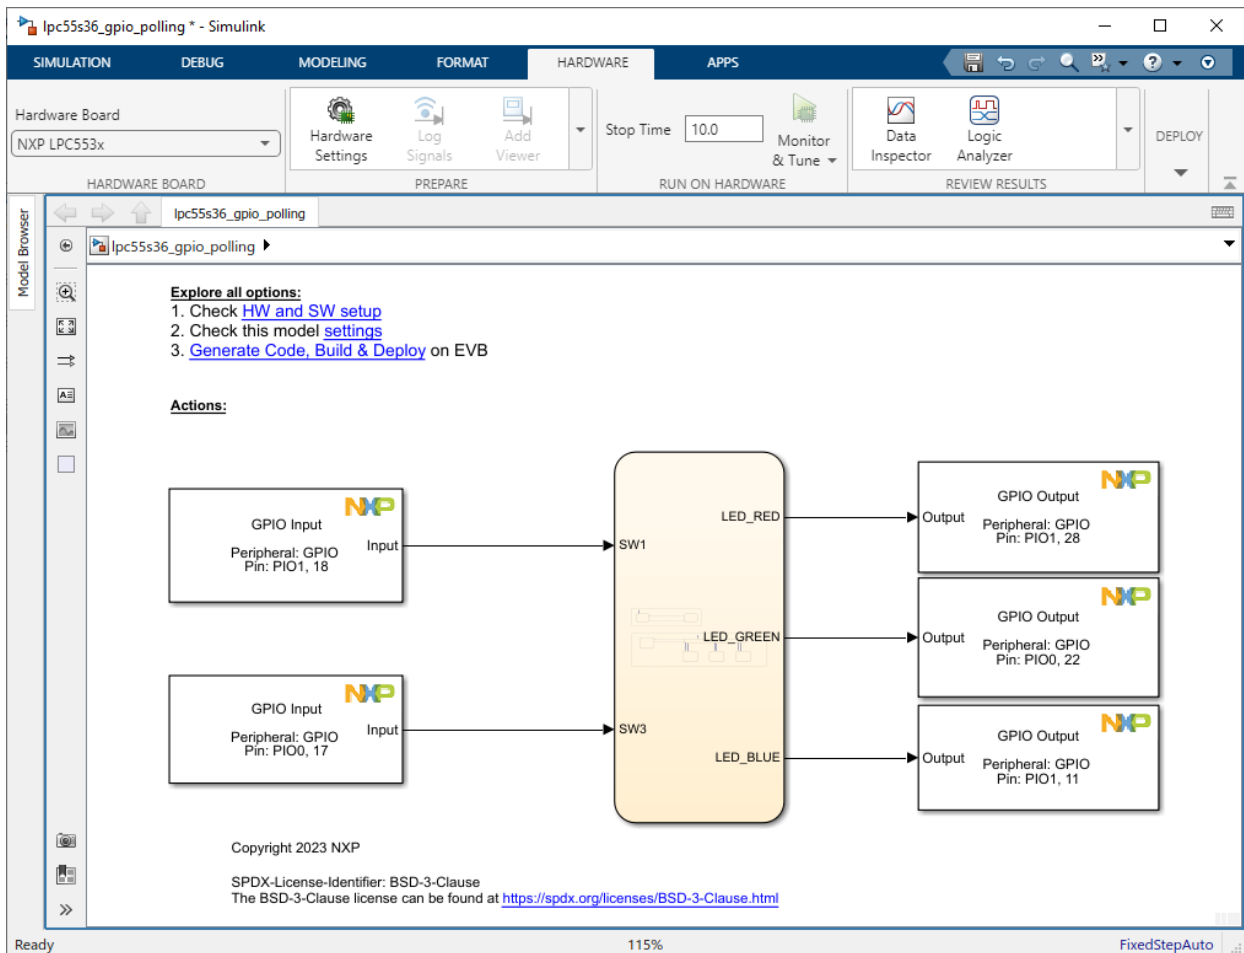 lpc55s36_gpio_polling * - Simulink
SIMULATION DEBUG MODELING FORMAT HARDWARE APPS
Hardware Board
NXP LPC553x
Hardware
Settings
Log
Signals
Add
Viewer
Stop Time 10.0
Monitor
& Tune
Data
Inspector
Logic
Analyzer
DEPLOY
HARDWARE BOARD PREPARE RUN ON HARDWARE REVIEW RESULTS
Model Browser
lpc55s36_gpio_polling
lpc55s36_gpio_polling
Explore all options:
1. Check HW and SW setup
2. Check this model settings
3. Generate Code, Build & Deploy on EVB
Actions:
NXP
GPIO Input
Peripheral: GPIO
Pin: PIO1, 18
Input
NXP
GPIO Input
Peripheral: GPIO
Pin: PIO0, 17
Input
SW1
SW3
LED_RED
LED_GREEN
LED_BLUE
NXP
GPIO Output
Output
Peripheral: GPIO
Pin: PIO1, 28
NXP
GPIO Output
Output
Peripheral: GPIO
Pin: PIO0, 22
NXP
GPIO Output
Output
Peripheral: GPIO
Pin: PIO1, 11
Copyright 2023 NXP
SPDX-License-Identifier: BSD-3-Clause
The BSD-3-Clause license can be found at https://spdx.org/licenses/BSD-3-Clause.html
Ready 115% FixedStepAuto